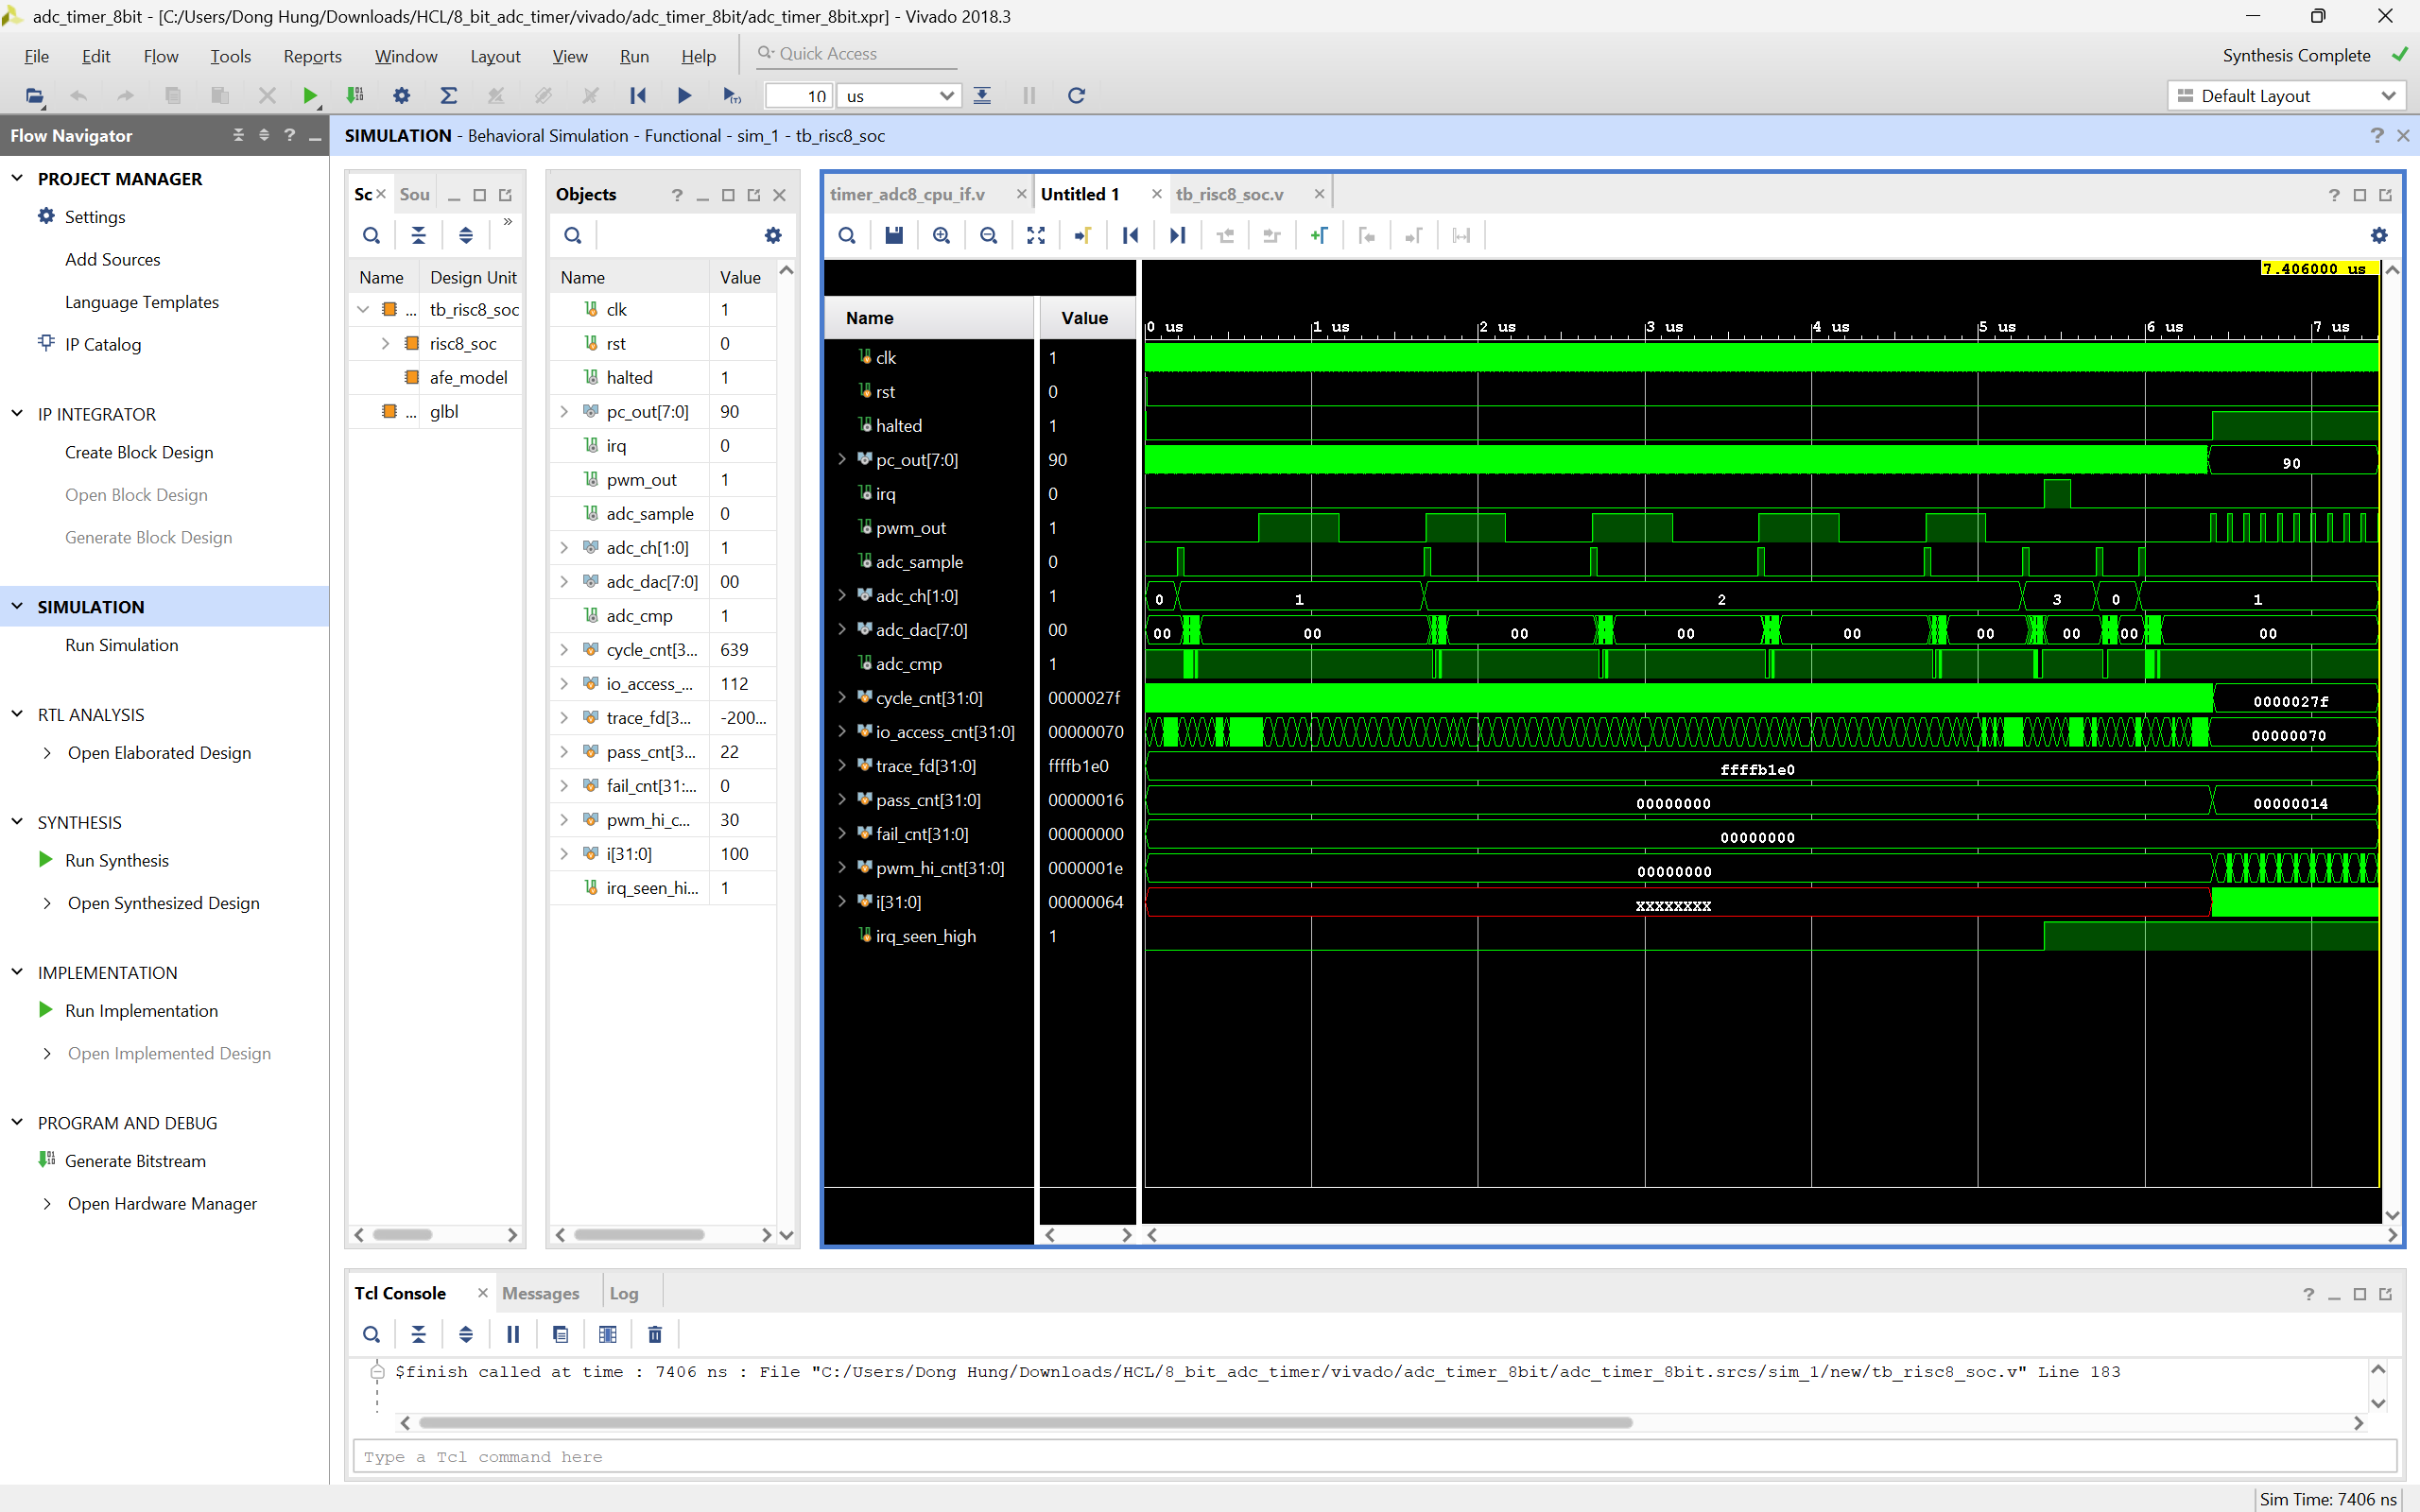 adc_timer_8bit - [C:/Users/Dong Hung/Downloads/HCL/8_bit_adc_timer/vivado/adc_timer_8bit/adc_timer_8bit.xpr] - Vivado 2018.3
File Edit Flow Tools Reports Window Layout View Run Help Quick Access
Synthesis Complete
10 us
Default Layout
Flow Navigator
SIMULATION - Behavioral Simulation - Functional - sim_1 - tb_risc8_soc
PROJECT MANAGER
Settings
Add Sources
Language Templates
IP Catalog
IP INTEGRATOR
Create Block Design
Open Block Design
Generate Block Design
SIMULATION
Run Simulation
RTL ANALYSIS
Open Elaborated Design
SYNTHESIS
Run Synthesis
Open Synthesized Design
IMPLEMENTATION
Run Implementation
Open Implemented Design
PROGRAM AND DEBUG
Generate Bitstream
Open Hardware Manager
Sc Sou
Name Design Unit
... tb_risc8_soc
risc8_soc
afe_model
... glbl
Objects
Name Value
clk 1
rst 0
halted 1
pc_out[7:0] 90
irq 0
pwm_out 1
adc_sample 0
adc_ch[1:0] 1
adc_dac[7:0] 00
adc_cmp 1
cycle_cnt[3... 639
io_access_... 112
trace_fd[3... -200...
pass_cnt[3... 22
fail_cnt[31:... 0
pwm_hi_c... 30
i[31:0] 100
irq_seen_hi... 1
timer_adc8_cpu_if.v Untitled 1 tb_risc8_soc.v
7.406000 us
Name Value
0 us 1 us 2 us 3 us 4 us 5 us 6 us 7 us
clk 1
rst 0
halted 1
pc_out[7:0] 90 90
irq 0
pwm_out 1
adc_sample 0
adc_ch[1:0] 1 0 1 2 3 0 1
adc_dac[7:0] 00 00 00 00 00 00 00 00 00 00
adc_cmp 1
cycle_cnt[31:0] 0000027f 0000027f
io_access_cnt[31:0] 00000070 00000070
trace_fd[31:0] ffffb1e0 ffffb1e0
pass_cnt[31:0] 00000016 00000000 00000014
fail_cnt[31:0] 00000000 00000000
pwm_hi_cnt[31:0] 0000001e 00000000
i[31:0] 00000064 xxxxxxxx
irq_seen_high 1
Tcl Console Messages Log
$finish called at time : 7406 ns : File "C:/Users/Dong Hung/Downloads/HCL/8_bit_adc_timer/vivado/adc_timer_8bit/adc_timer_8bit.srcs/sim_1/new/tb_risc8_soc.v" Line 183
Type a Tcl command here
Sim Time: 7406 ns